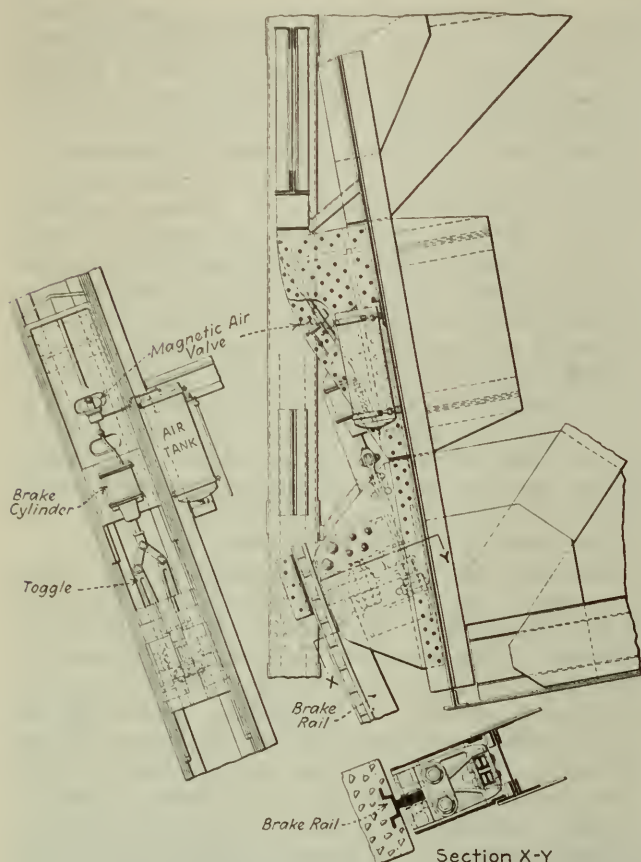 Magnetic Air
Valve
AIR
TANK
Brake
Cylinder
Toggle
Y
X
Brake
Rail
Brake Rail
Section X-Y